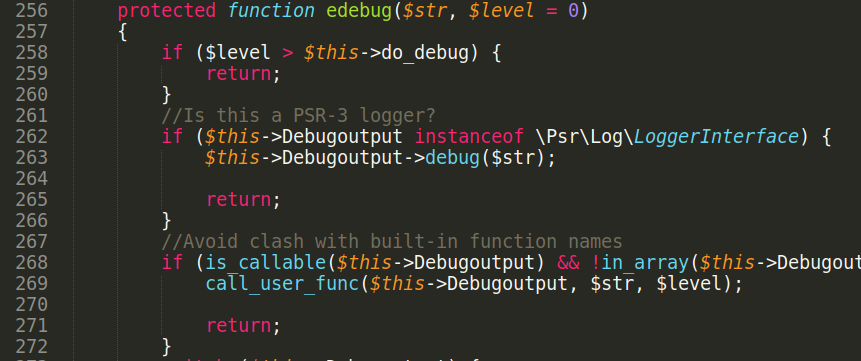 256 protected function edebug($str, $level = 0)
257 {
258 if ($level > $this->do_debug) {
259 return;
260 }
261 //Is this a PSR-3 logger?
262 if ($this->Debugoutput instanceof \Psr\Log\LoggerInterface) {
263 $this->Debugoutput->debug($str);
264
265 return;
266 }
267 //Avoid clash with built-in function names
268 if (is_callable($this->Debugoutput) && !in_array($this->Debugout
269 call_user_func($this->Debugoutput, $str, $level);
270
271 return;
272 }